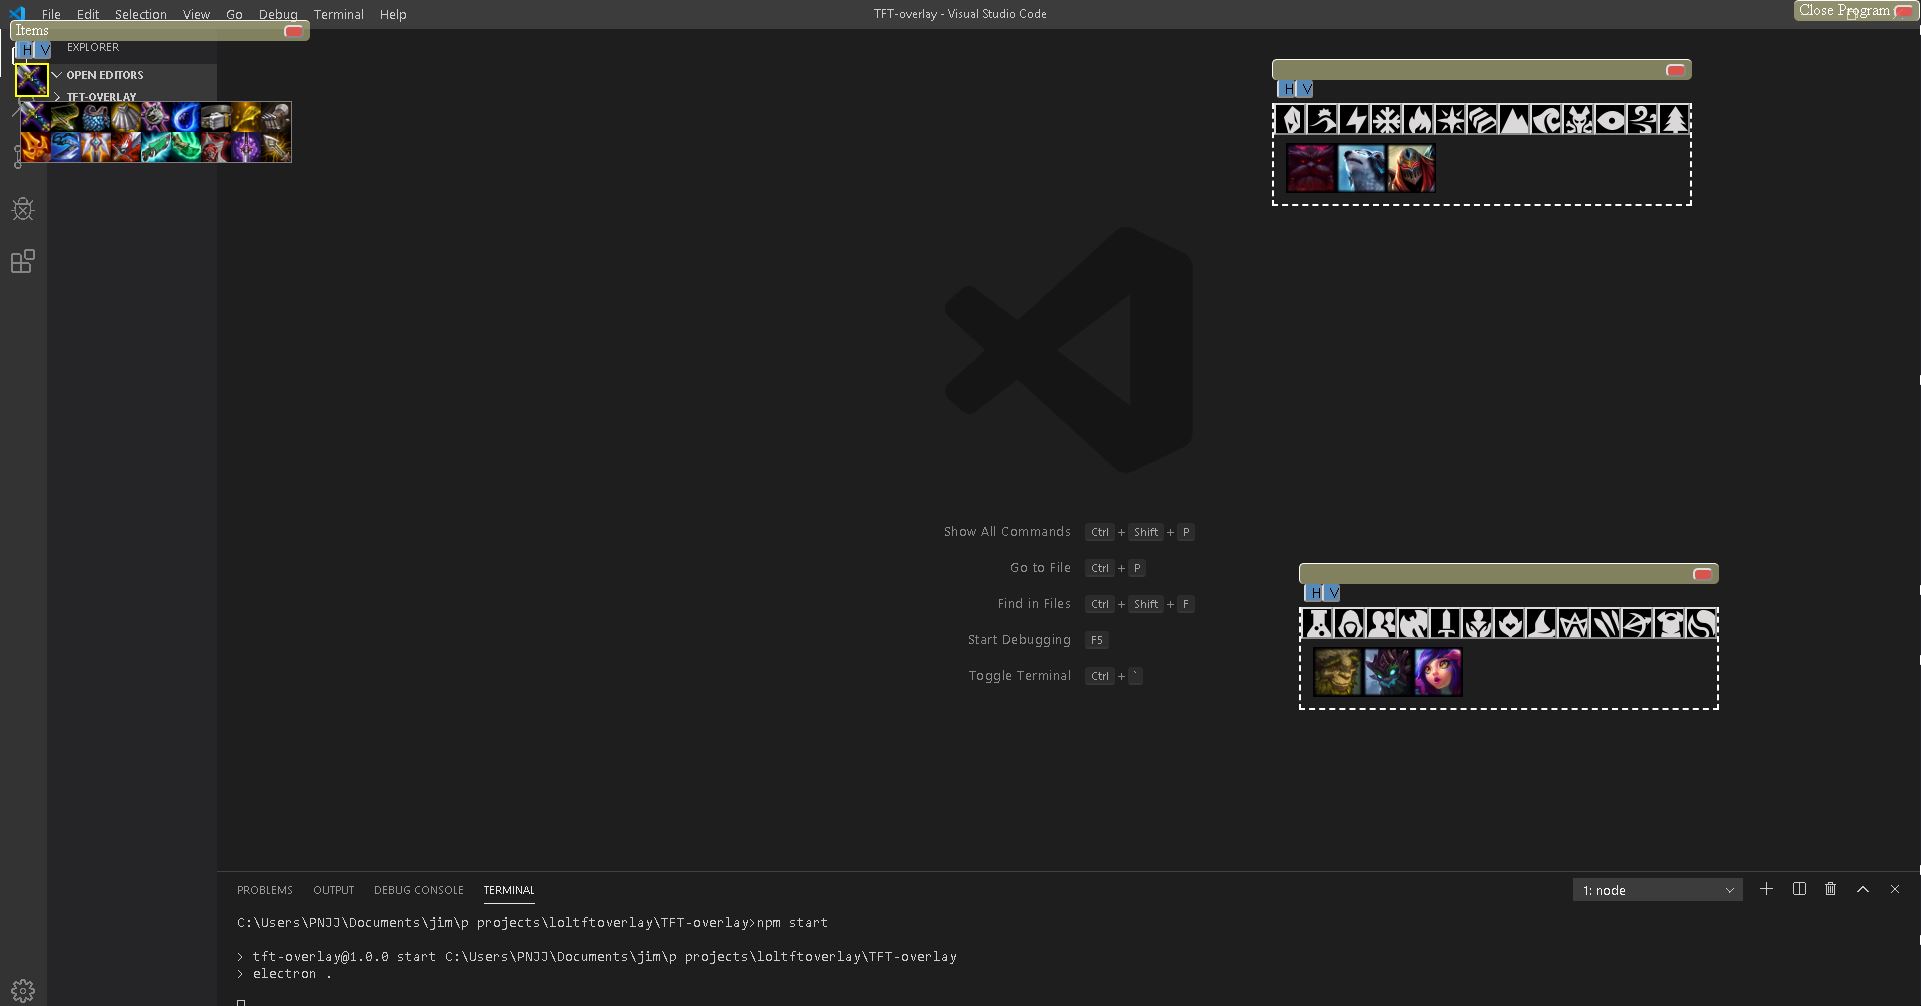 File Edit Selection View Go Debug Terminal Help
TFT-overlay - Visual Studio Code
Close Program
Items
H V
EXPLORER
OPEN EDITORS
TFT-OVERLAY
H V
H V
Show All Commands Ctrl + Shift + P
Go to File Ctrl + P
Find in Files Ctrl + Shift + F
Start Debugging F5
Toggle Terminal Ctrl + `
PROBLEMS OUTPUT DEBUG CONSOLE TERMINAL
1: node
C:\Users\PNJJ\Documents\jim\p projects\loltftoverlay\TFT-overlay>npm start
> tft-overlay@1.0.0 start C:\Users\PNJJ\Documents\jim\p projects\loltftoverlay\TFT-overlay
> electron .